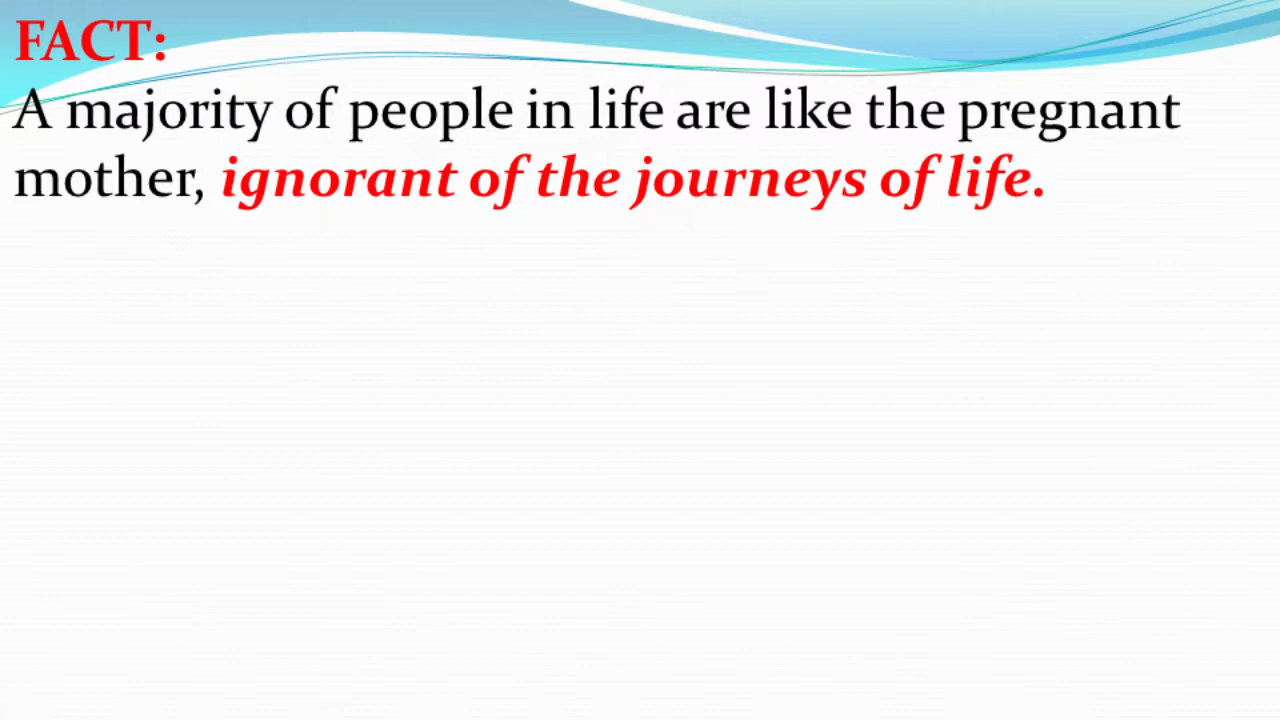 FACT:
A majority of people in life are like the pregnant
mother, ignorant of the journeys of life.